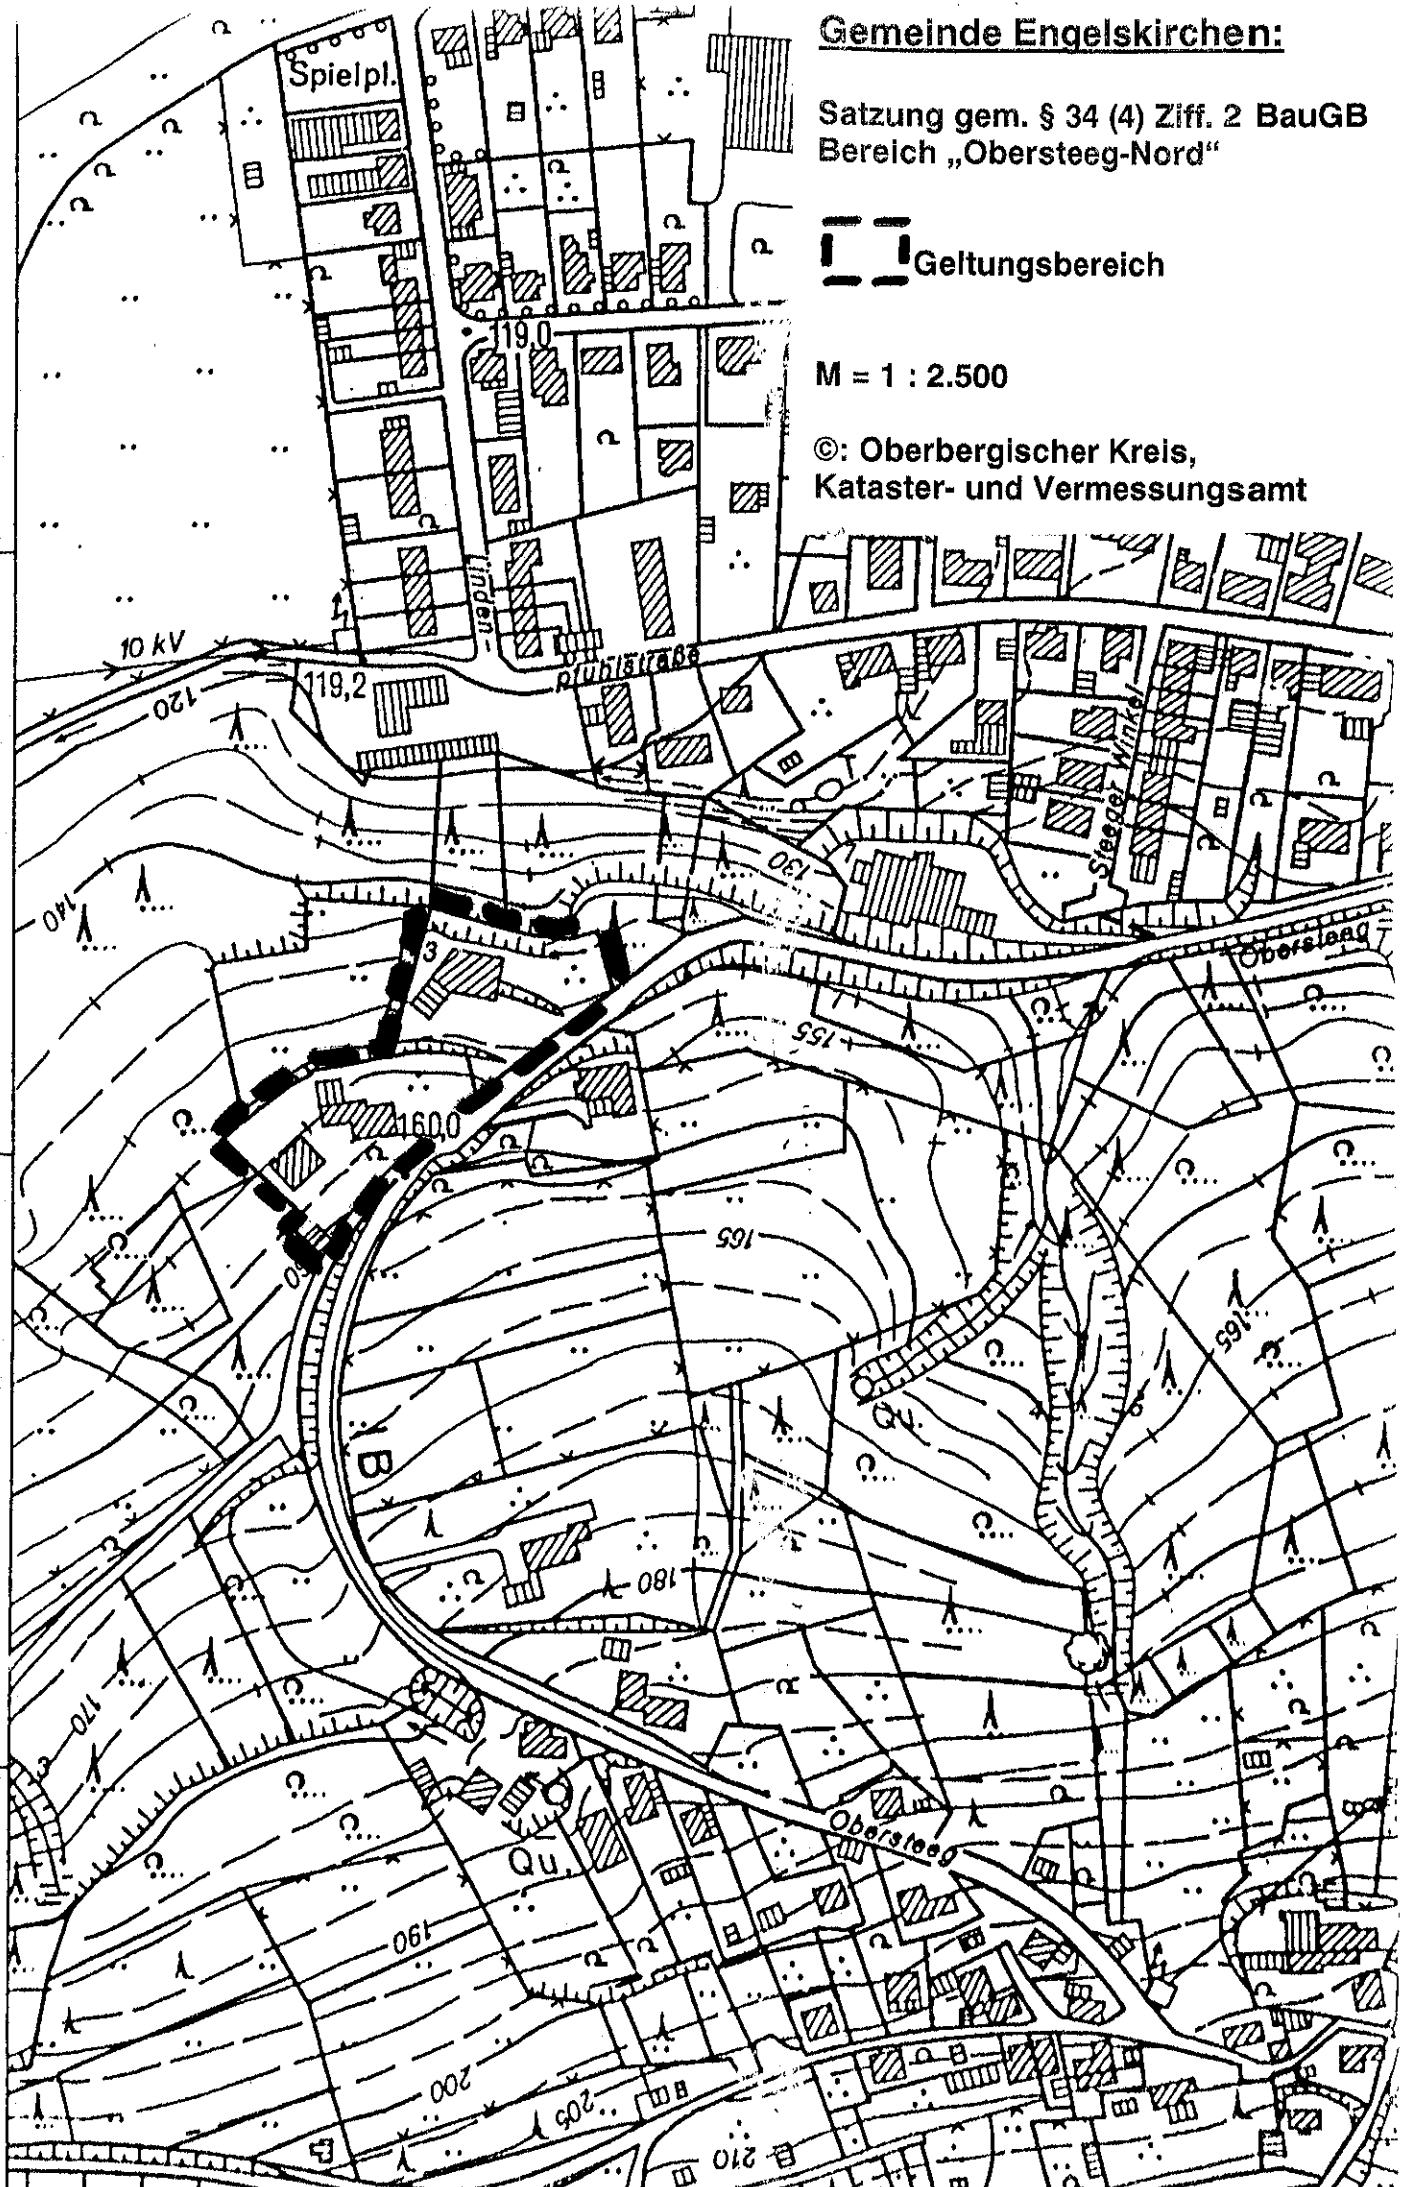 Gemeinde Engelskirchen:
Satzung gem. § 34 (4) Ziff. 2 BauGB
Bereich „Obersteeg-Nord“
Geltungsbereich
M = 1 : 2.500
©: Oberbergischer Kreis,
Kataster- und Vermessungsamt
Spielpl.
119,0
Linden-
10 kV
119,2
pfuhlstraße
120
Steeger Winkel
130
140
Obersteeg
3
155
160,0
165
165
Qu.
B
180
170
Obersteeg
Qu.
190
200
205
210